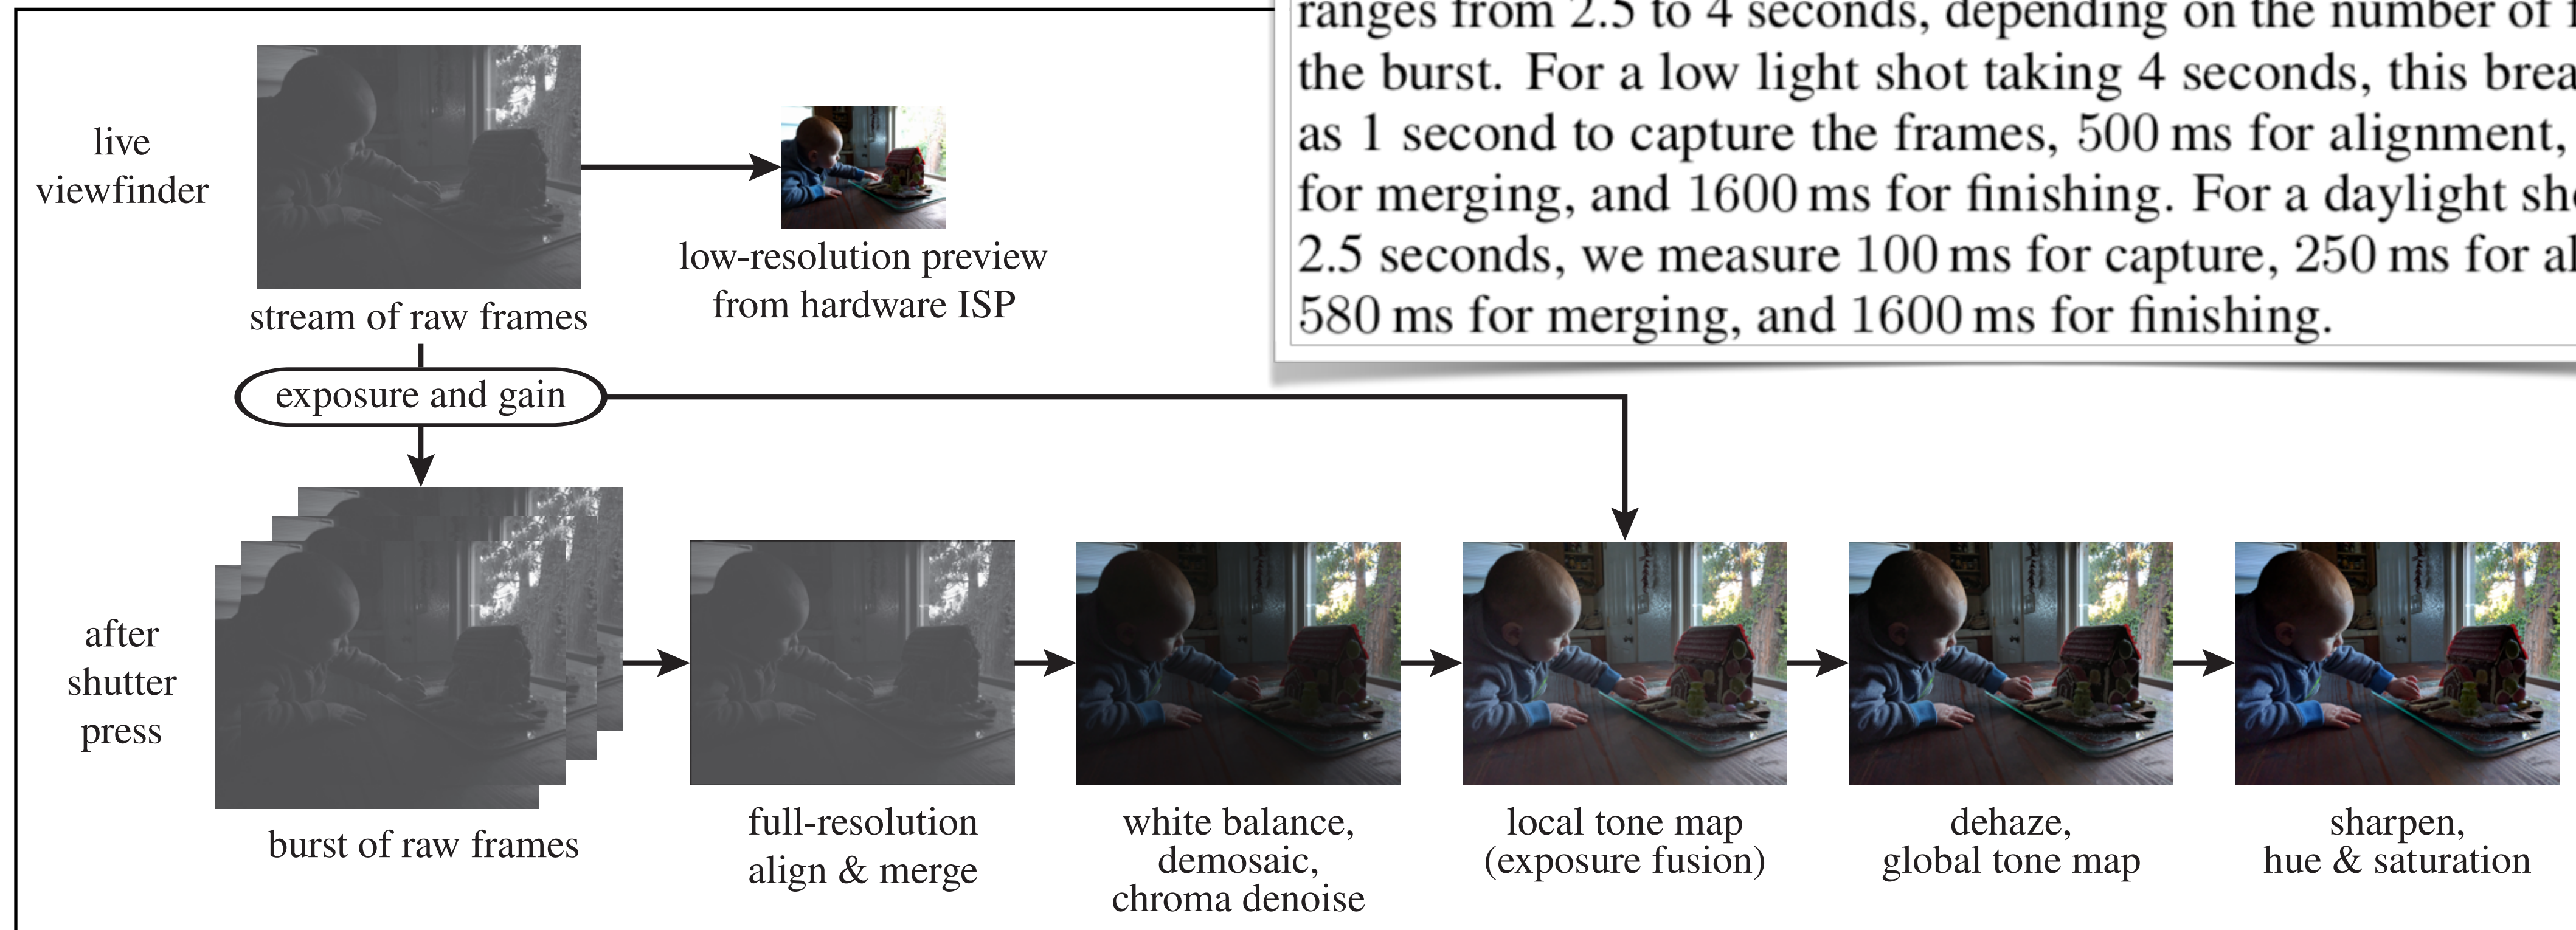 ranges from 2.5 to 4 seconds, depending on the number of
the burst. For a low light shot taking 4 seconds, this
as 1 second to capture the frames, 500 ms for alignment,
for merging, and 1600 ms for finishing. For a daylight
2.5 seconds, we measure 100 ms for capture, 250 ms for
580 ms for merging, and 1600 ms for finishing.
live
viewfinder
stream of raw frames
low-resolution preview
from hardware ISP
exposure and gain
after
shutter
press
burst of raw frames
full-resolution
align & merge
white balance,
demosaic,
chroma denoise
local tone map
(exposure fusion)
dehaze,
global tone map
sharpen,
hue & saturation